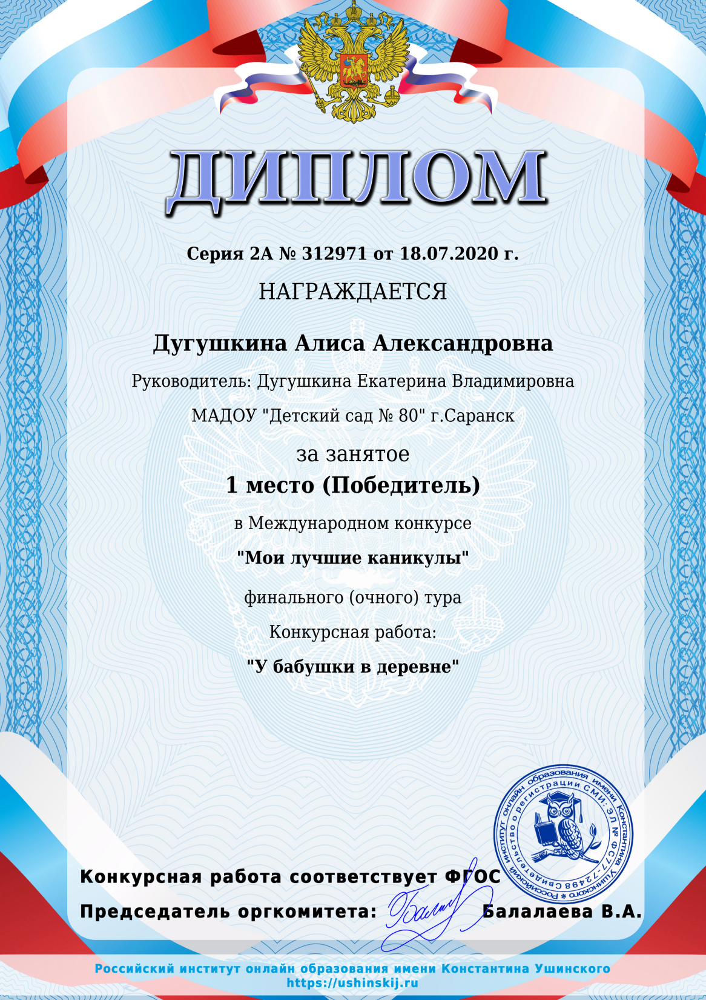 ДИПЛОМ
Серия 2А № 312971 от 18.07.2020 г.
НАГРАЖДАЕТСЯ
Дугушкина Алиса Александровна
Руководитель: Дугушкина Екатерина Владимировна
МАДОУ "Детский сад № 80" г.Саранск
за занятое
1 место (Победитель)
в Международном конкурсе
"Мои лучшие каникулы"
финального (очного) тура
Конкурсная работа:
"У бабушки в деревне"
Российский институт онлайн образования имени Константина Ушинского *
Свидетельство о регистрации СМИ: ЭЛ № ФС77-72498
Конкурсная работа соответствует ФГОС
Председатель оргкомитета: Балалаева В.А.
Российский институт онлайн образования имени Константина Ушинского
https://ushinskij.ru